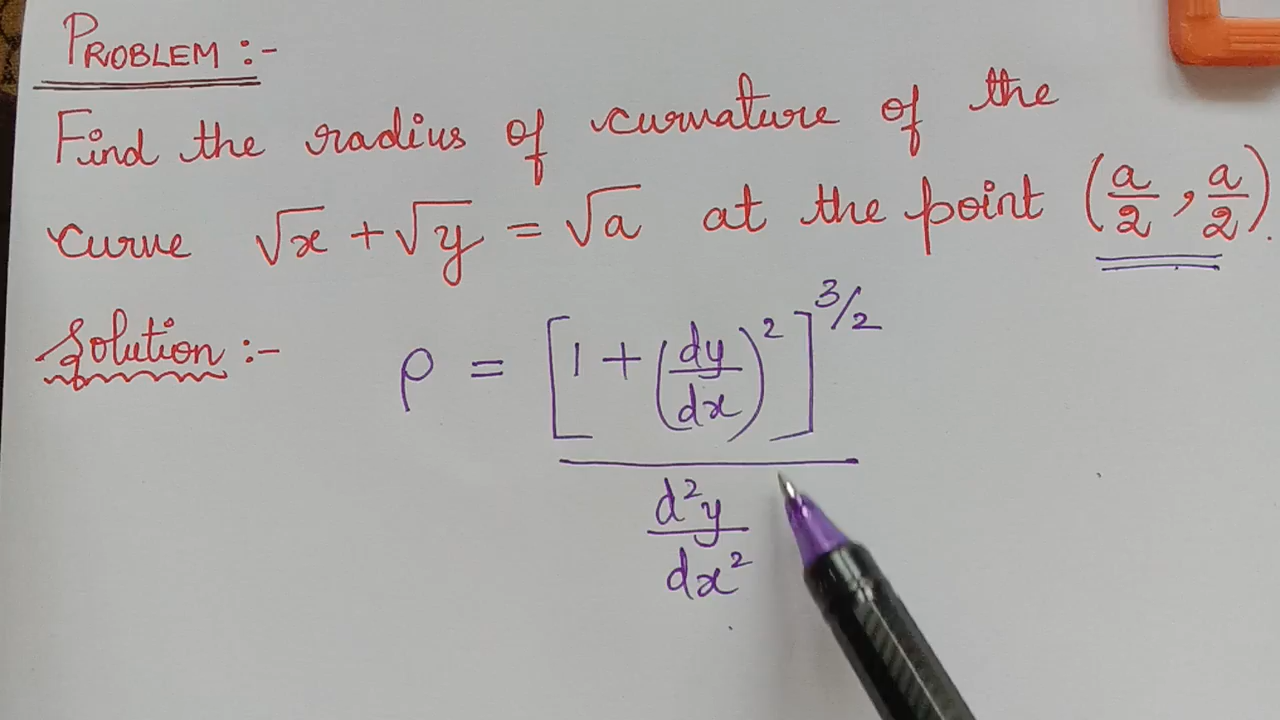 PROBLEM :-
Find the radius of curvature of the
curve √x + √y = √a at the point (a/2, a/2).
Solution :- ρ = [1 + (dy/dx)²]^3/2
d²y/dx²